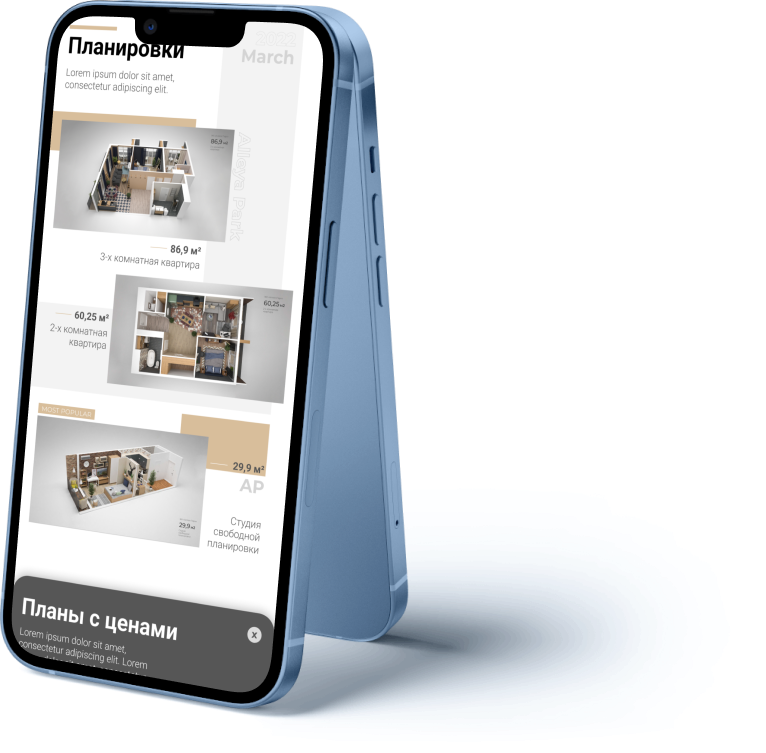 Планировки
March
Lorem ipsum dolor sit amet,
consectetur adipiscing elit.
86,9 м²
Alleya Park
86,9 м²
3-х комнатная квартира
60,25 м²
60,25 м²
2-х комнатная
квартира
MOST POPULAR
29,9 м²
AP
29,9 м²
Студия
свободной
планировки
Планы с ценами
x
Lorem ipsum dolor sit amet,
consectetur adipiscing elit. Lorem